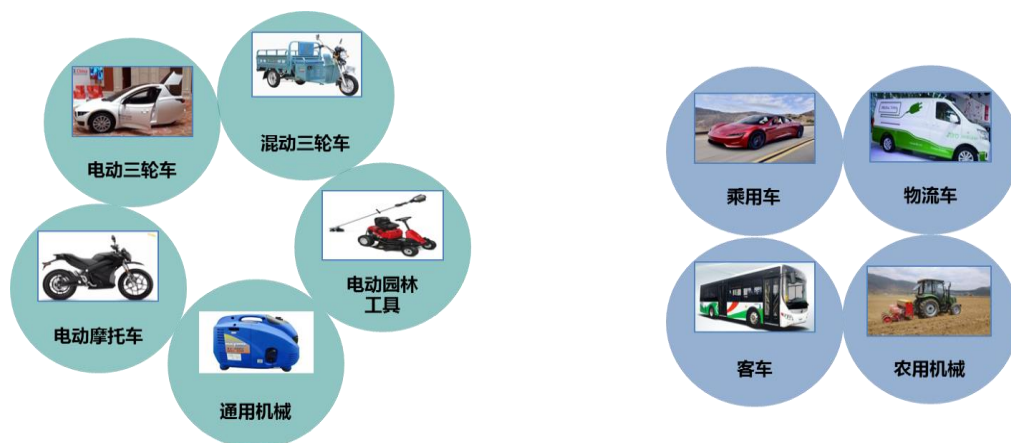 混动三轮车
电动三轮车
电动园林
工具
电动摩托车
通用机械
乘用车
物流车
客车
农用机械